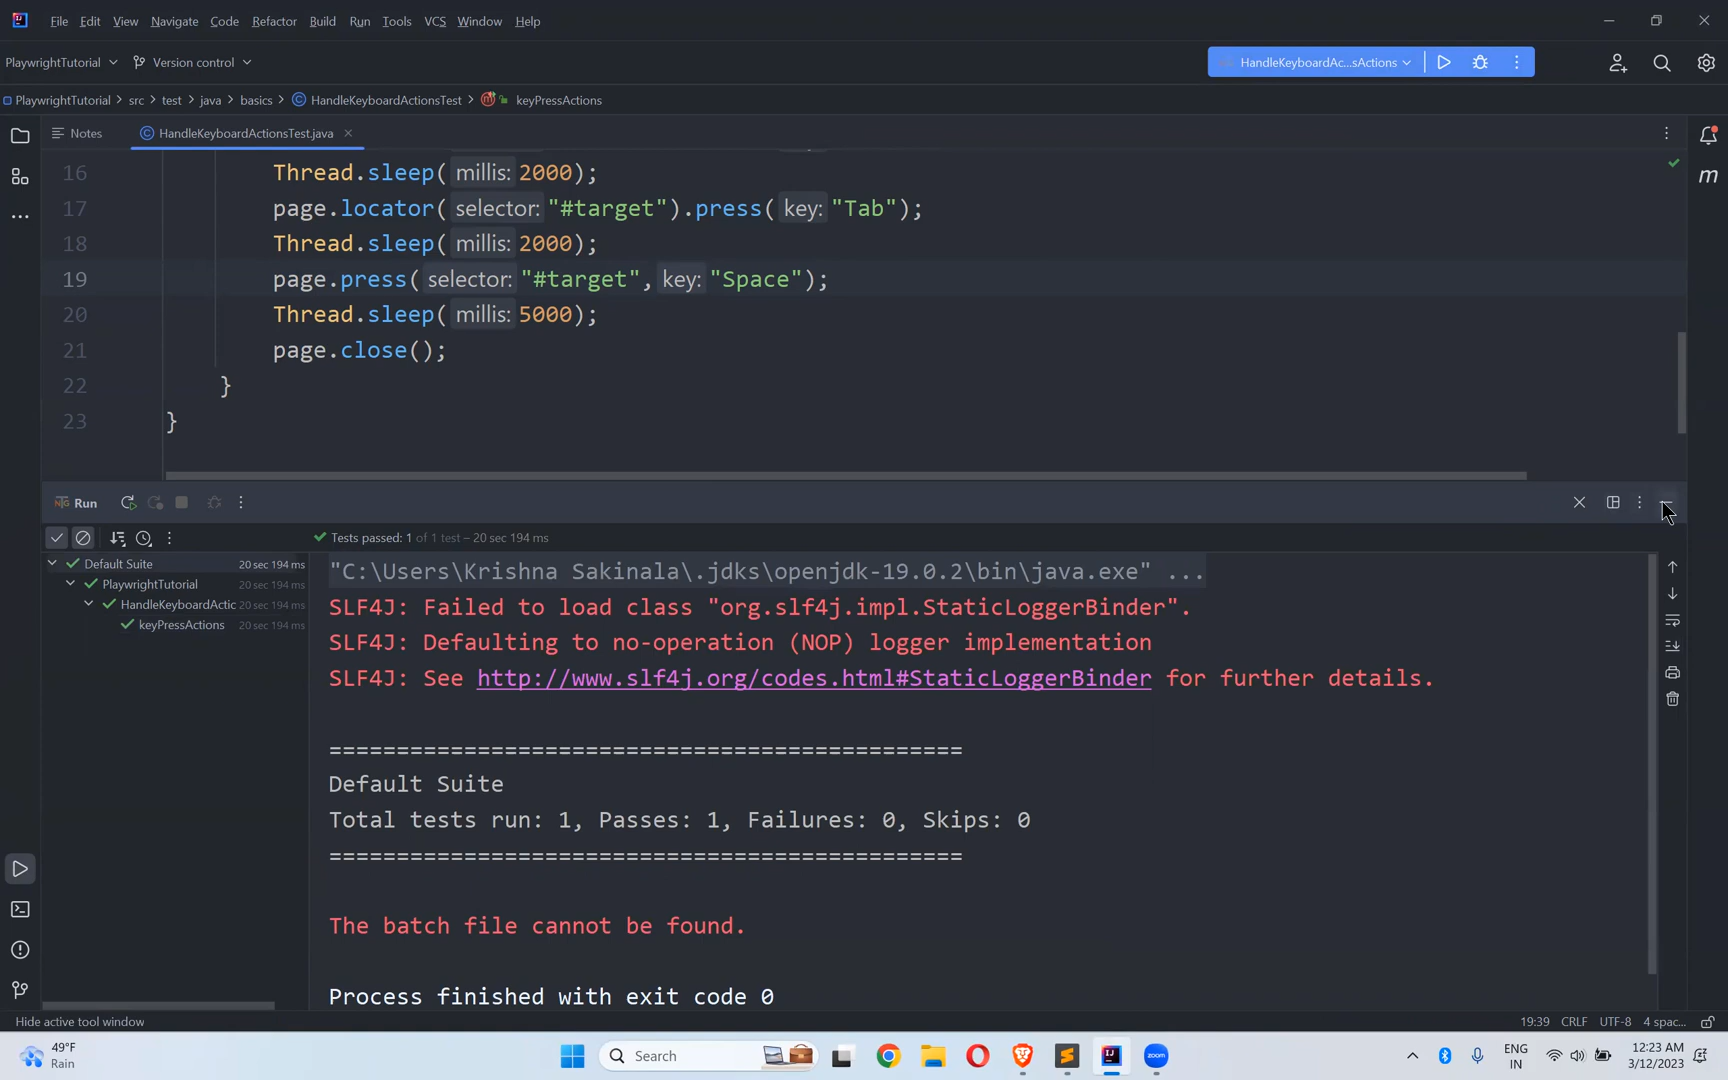 File Edit View Navigate Code Refactor Build Run Tools VCS Window Help
PlaywrightTutorial Version control HandleKeyboardAc...sActions
PlaywrightTutorial src test java basics HandleKeyboardActionsTest keyPressActions
Notes HandleKeyboardActionsTest.java
16 Thread.sleep( millis: 2000);
17 page.locator( selector: "#target").press( key: "Tab");
18 Thread.sleep( millis: 2000);
19 page.press( selector: "#target", key: "Space");
20 Thread.sleep( millis: 5000);
21 page.close();
22 }
23 }
Run
Tests passed: 1 of 1 test – 20 sec 194 ms
Default Suite 20 sec 194 ms
PlaywrightTutorial 20 sec 194 ms
HandleKeyboardActic 20 sec 194 ms
keyPressActions 20 sec 194 ms
"C:\Users\Krishna Sakinala\.jdks\openjdk-19.0.2\bin\java.exe" ...
SLF4J: Failed to load class "org.slf4j.impl.StaticLoggerBinder".
SLF4J: Defaulting to no-operation (NOP) logger implementation
SLF4J: See http://www.slf4j.org/codes.html#StaticLoggerBinder for further details.
===============================================
Default Suite
Total tests run: 1, Passes: 1, Failures: 0, Skips: 0
===============================================
The batch file cannot be found.
Process finished with exit code 0
Hide active tool window 19:39 CRLF UTF-8 4 spac...
49°F
Rain
Search
zoom
ENG
IN
12:23 AM
3/12/2023